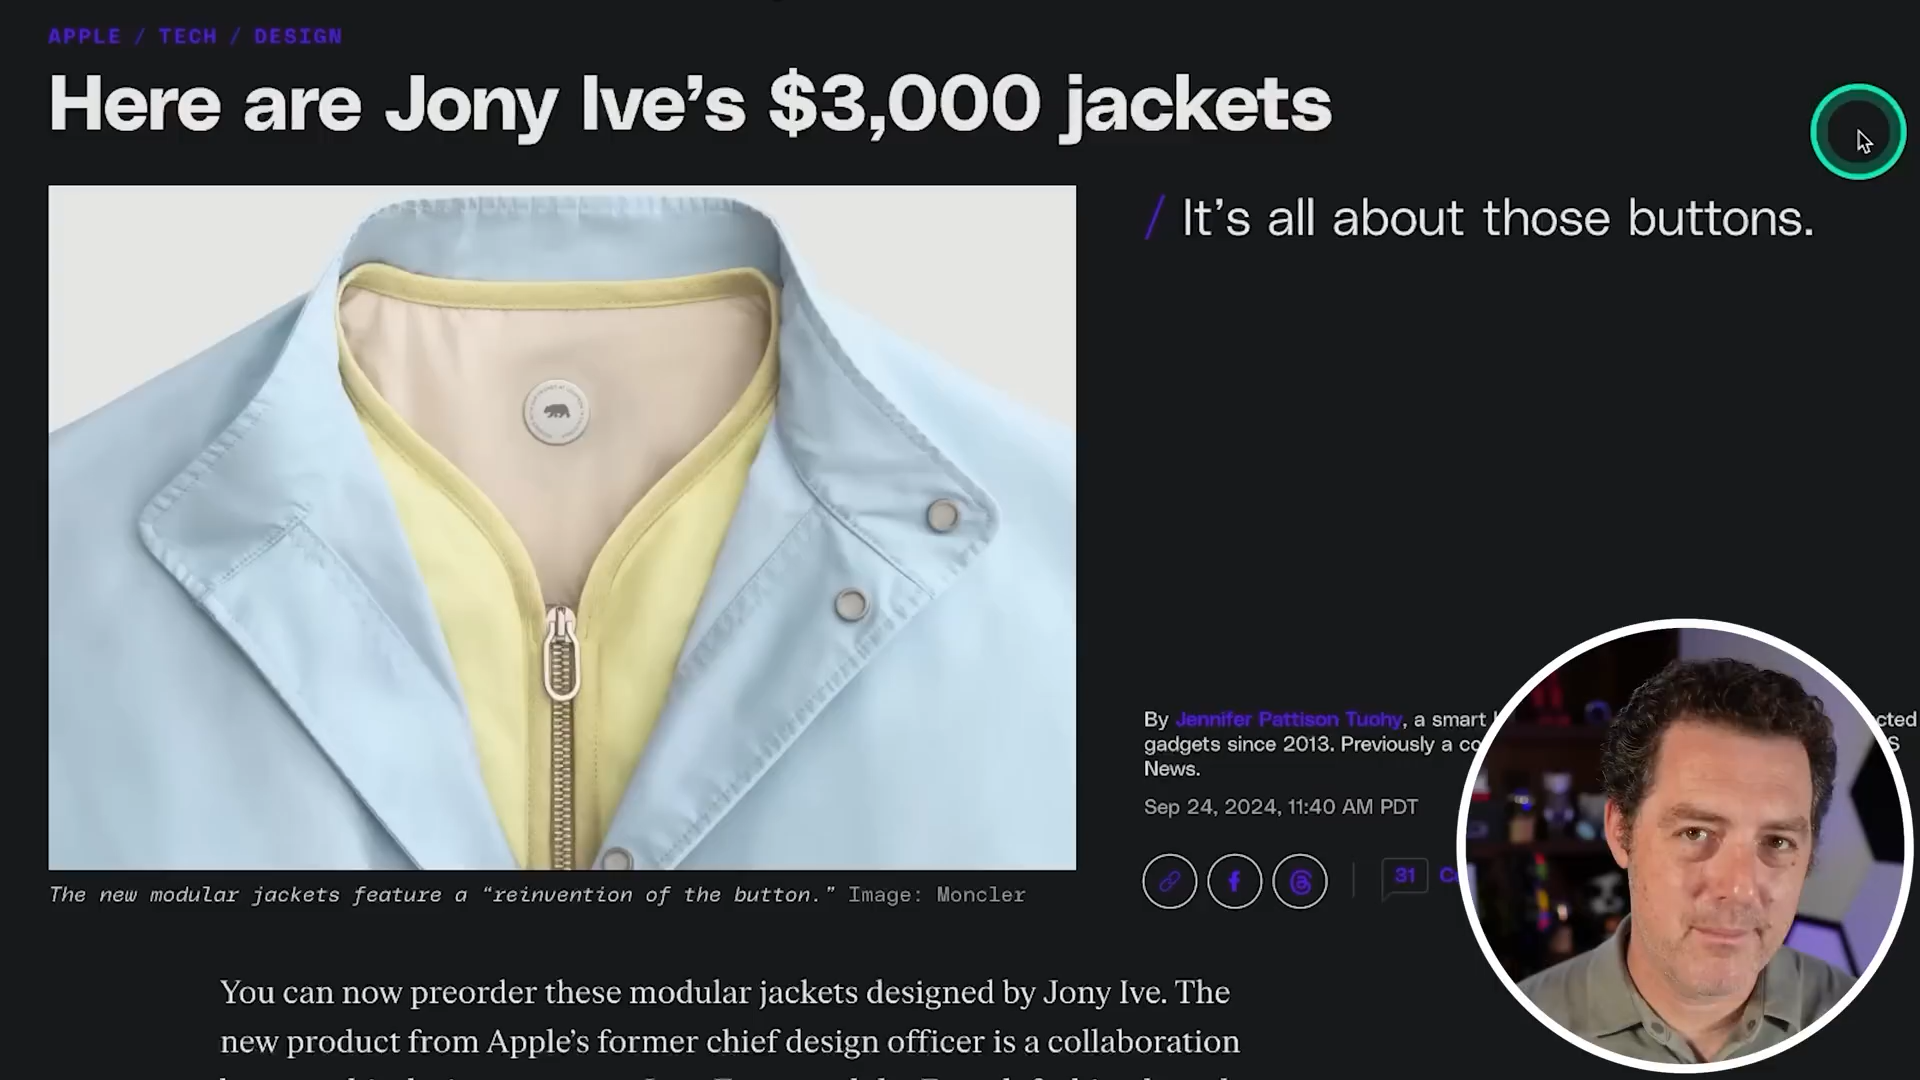 APPLE / TECH / DESIGN
Here are Jony Ive’s $3,000 jackets
/ It’s all about those buttons.
By Jennifer Pattison Tuohy, a smart
gadgets since 2013. Previously a
News.
Sep 24, 2024, 11:40 AM PDT
31
The new modular jackets feature a “reinvention of the button.” Image: Moncler
You can now preorder these modular jackets designed by Jony Ive. The
new product from Apple’s former chief design officer is a collaboration